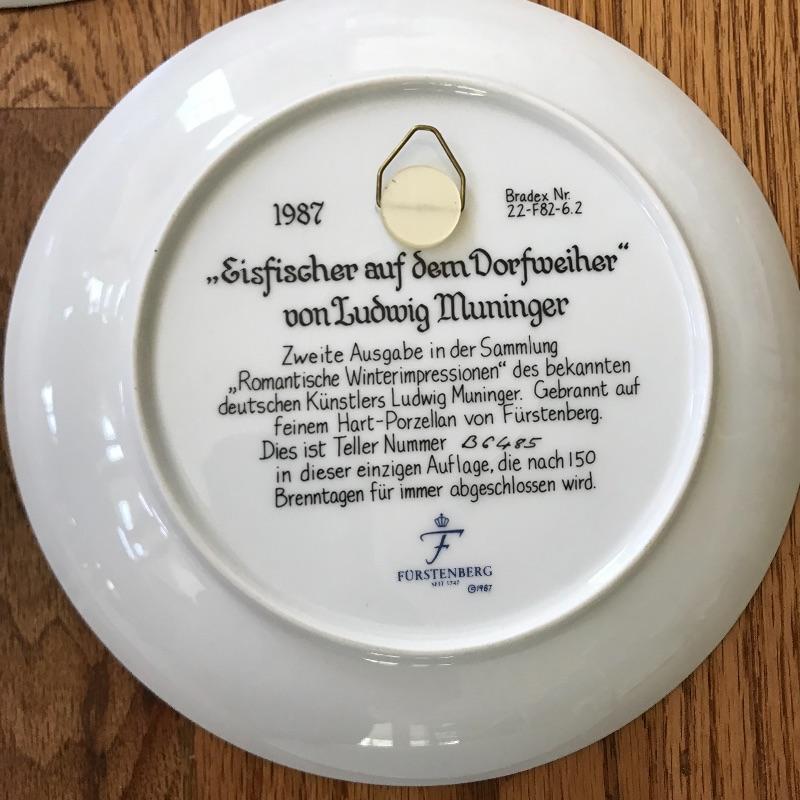 1987
Bradex Nr.
22-F82-6.2
„Eisfischer auf dem Dorfweiher“
von Ludwig Muninger
Zweite Ausgabe in der Sammlung
„Romantische Winterimpressionen“ des bekannten
deutschen Künstlers Ludwig Muninger. Gebrannt auf
feinem Hart-Porzellan von Fürstenberg.
Dies ist Teller Nummer B6485
in dieser einzigen Auflage, die nach 150
Brenntagen für immer abgeschlossen wird.
F
FÜRSTENBERG
SEIT 1747
©1987